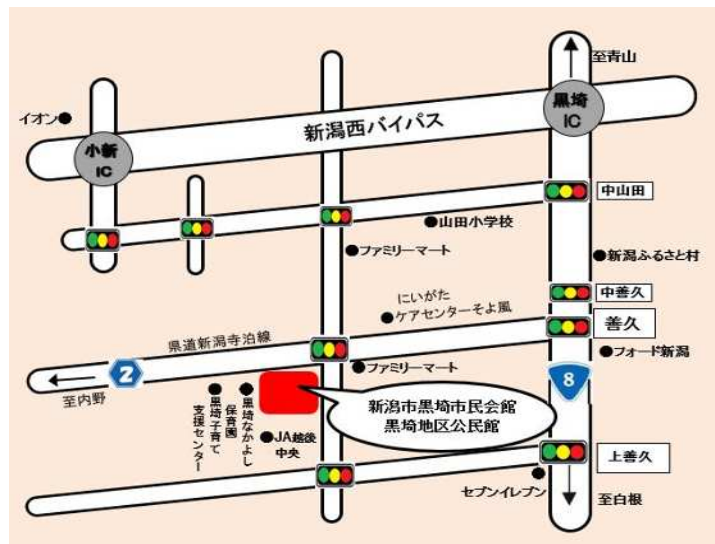 至青山
イオン
黒埼
IC
新潟西バイパス
小新
IC
中山田
山田小学校
ファミリーマート
新潟ふるさと村
にいがた
ケアセンターそよ風
中善久
善久
県道新潟寺泊線
2
至内野
ファミリーマート
フォード新潟
8
新潟市黒埼市民会館
黒埼地区公民館
黒埼なかよし
保育園
黒埼子育て
支援センター
JA越後
中央
上善久
セブンイレブン
至白根